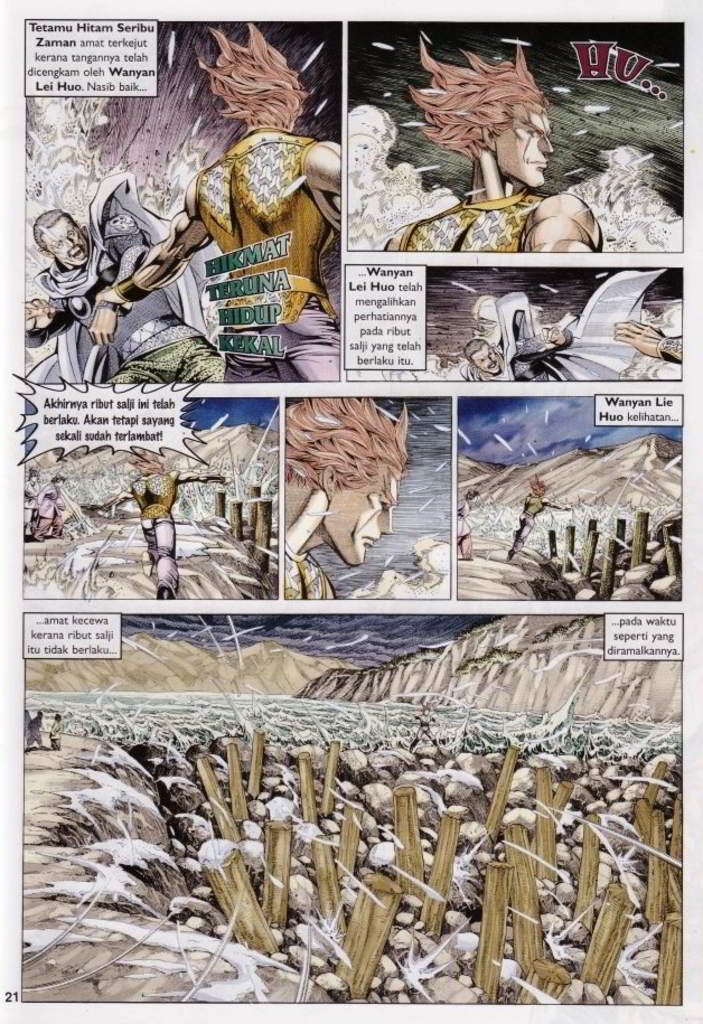 Tetamu Hitam Seribu
Zaman amat terkejut
kerana tangannya telah
dicengkam oleh Wanyan
Lei Huo. Nasib baik...
HIKMAT
TERUNA
HIDUP
KEKAL
HU...
...Wanyan
Lei Huo telah
mengalihkan
perhatiannya
pada ribut
salji yang telah
berlaku itu.
Akhirnya ribut salji ini telah
berlaku. Akan tetapi sayang
sekali sudah terlambat!
Wanyan Lie
Huo kelihatan...
...amat kecewa
kerana ribut salji
itu tidak berlaku...
...pada waktu
seperti yang
diramalkannya.
21